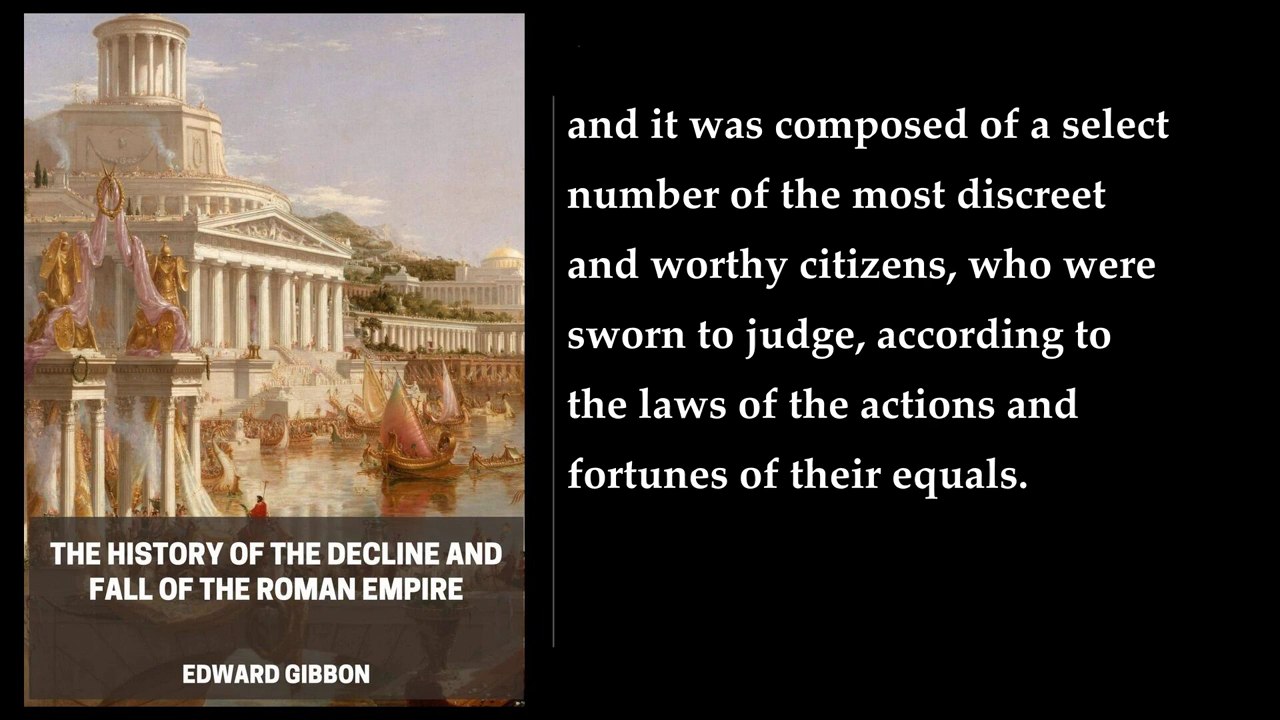 THE HISTORY OF THE DECLINE AND
FALL OF THE ROMAN EMPIRE
EDWARD GIBBON
and it was composed of a select
number of the most discreet
and worthy citizens, who were
sworn to judge, according to
the laws of the actions and
fortunes of their equals.